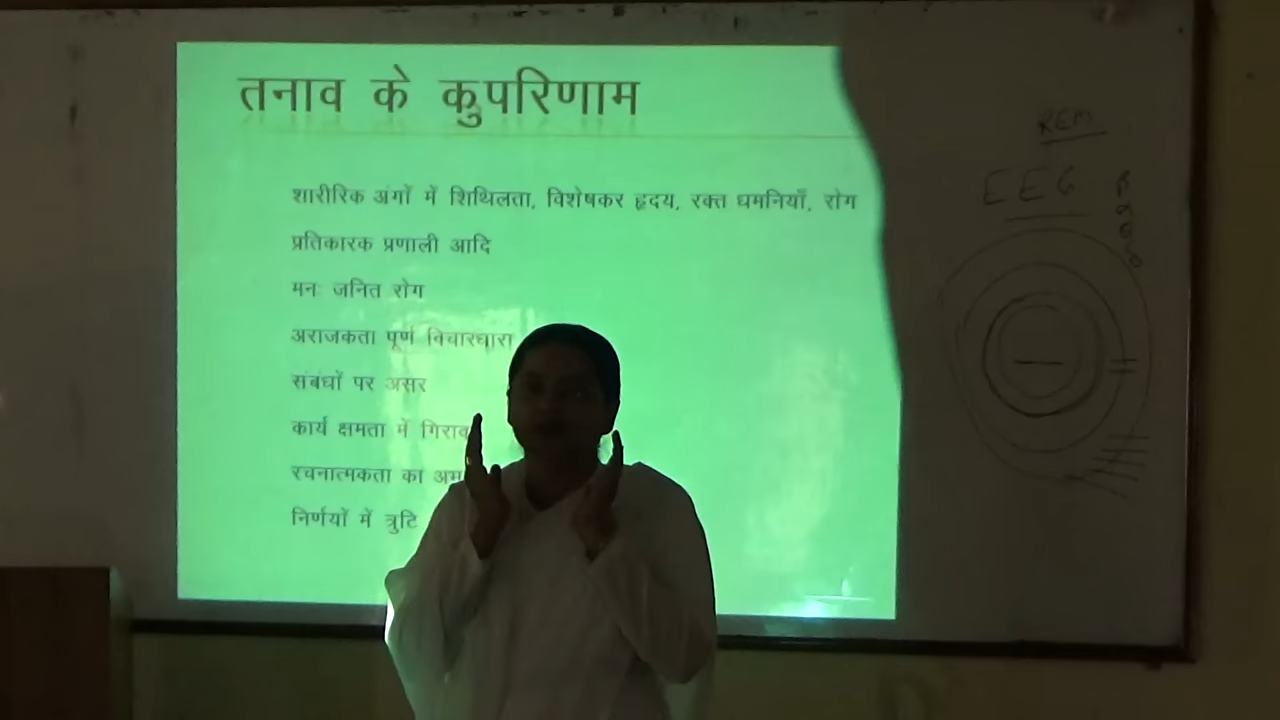 तनाव के कुपरिणाम
शारीरिक अंगों में शिथिलता, विशेषकर हृदय, रक्त धमनियाँ, रोग
प्रतिकारक प्रणाली आदि
मनः जनित रोग
अराजकता पूर्ण विचारधारा
संबंधों पर असर
कार्य क्षमता में
रचनात्मकता का
निर्णयों में त्रुटि
REM
EEG